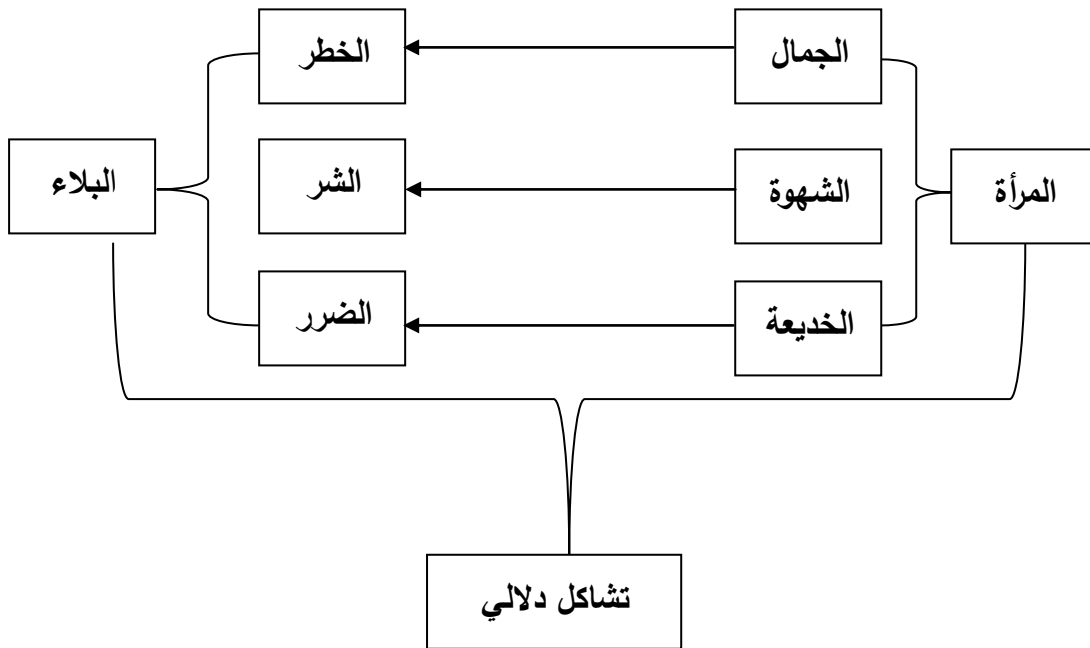 الجمال
الخطر
المرأة
الشهوة
الشر
البلاء
الخديعة
الضرر
تشاكل دلالي